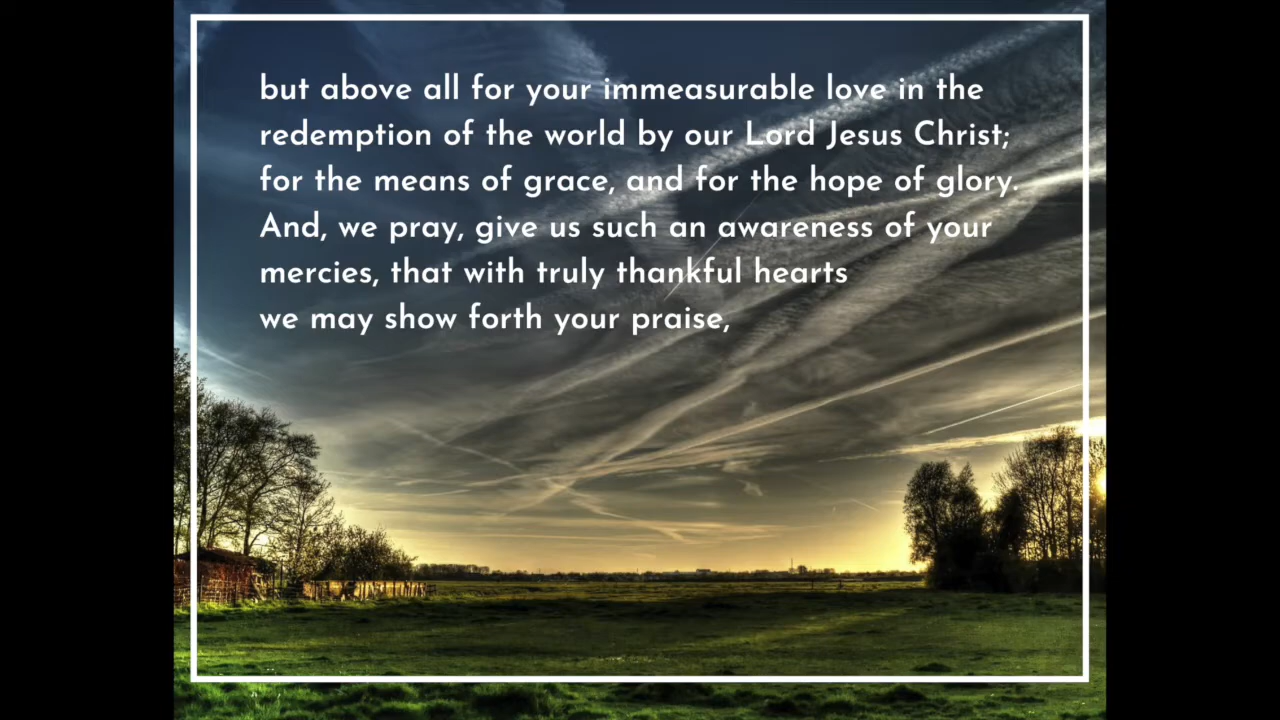 but above all for your immeasurable love in the
redemption of the world by our Lord Jesus Christ;
for the means of grace, and for the hope of glory.
And, we pray, give us such an awareness of your
mercies, that with truly thankful hearts
we may show forth your praise,